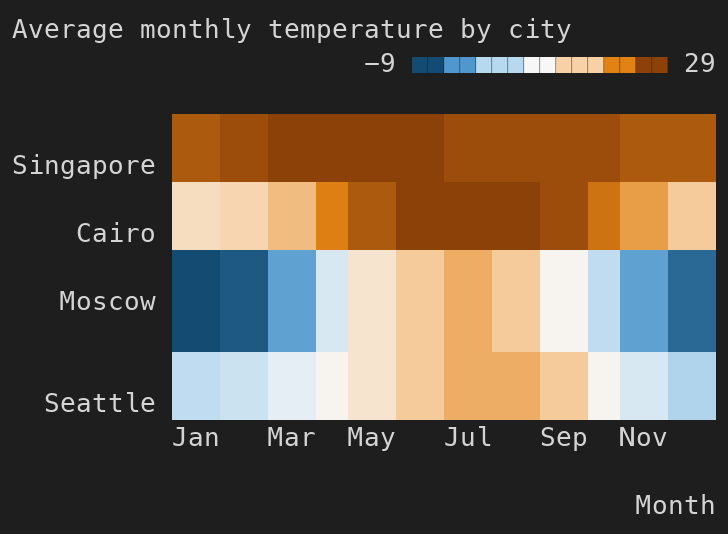 Average monthly temperature by city
−9 29
Singapore
Cairo
Moscow
Seattle
Jan Mar May Jul Sep Nov
Month